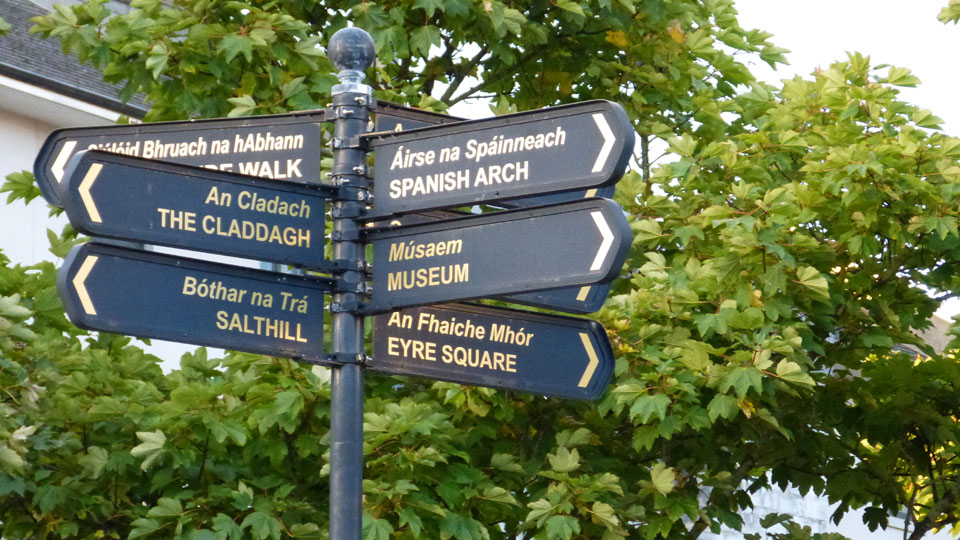 Bhruach na hAbhann
WALK
An Cladach
THE CLADDAGH
Bóthar na Trá
SALTHILL
Áirse na Spáinneach
SPANISH ARCH
Músaem
MUSEUM
An Fhaiche Mhór
EYRE SQUARE